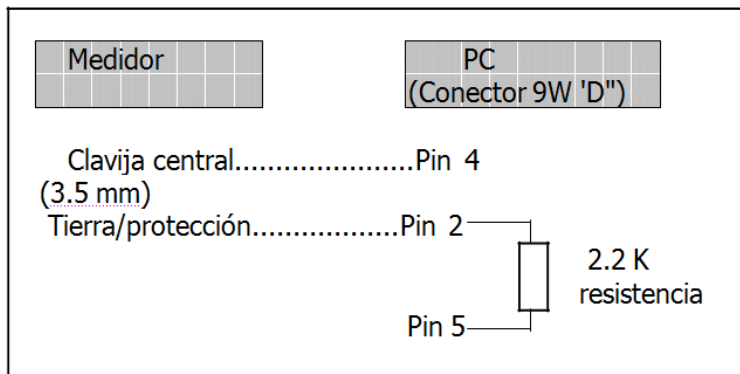 Medidor
PC
(Conector 9W 'D")
Clavija central......................Pin 4
(3.5 mm)
Tierra/protección..................Pin 2
2.2 K
resistencia
Pin 5